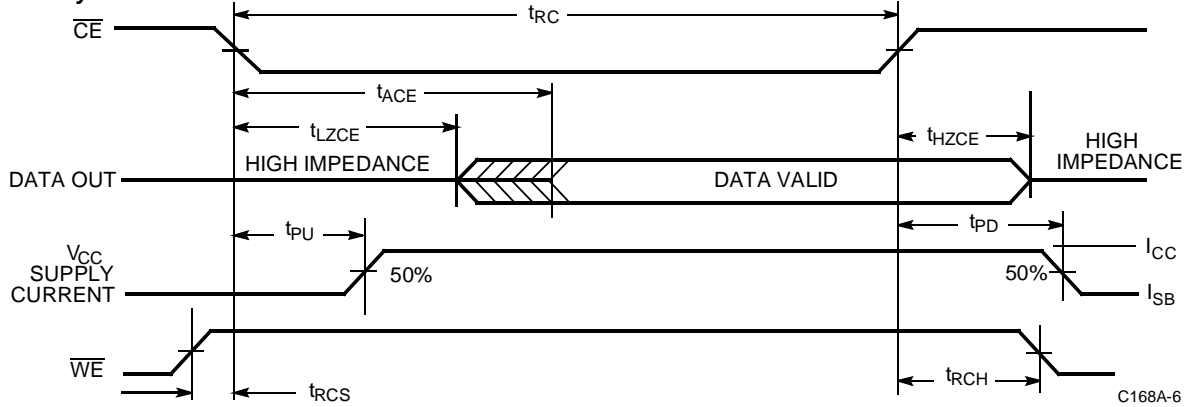 CE
tRC
tACE
tLZCE
tHZCE
HIGH IMPEDANCE
HIGH
IMPEDANCE
DATA OUT
DATA VALID
tPU
tPD
VCC
SUPPLY
CURRENT
50%
50%
ICC
ISB
WE
tRCS
tRCH
C168A-6